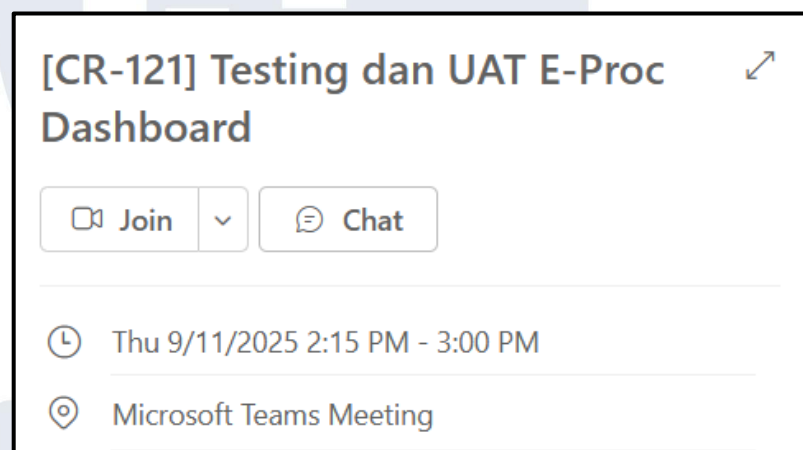 [CR-121] Testing dan UAT E-Proc
Dashboard
Join
Chat
Thu 9/11/2025 2:15 PM - 3:00 PM
Microsoft Teams Meeting